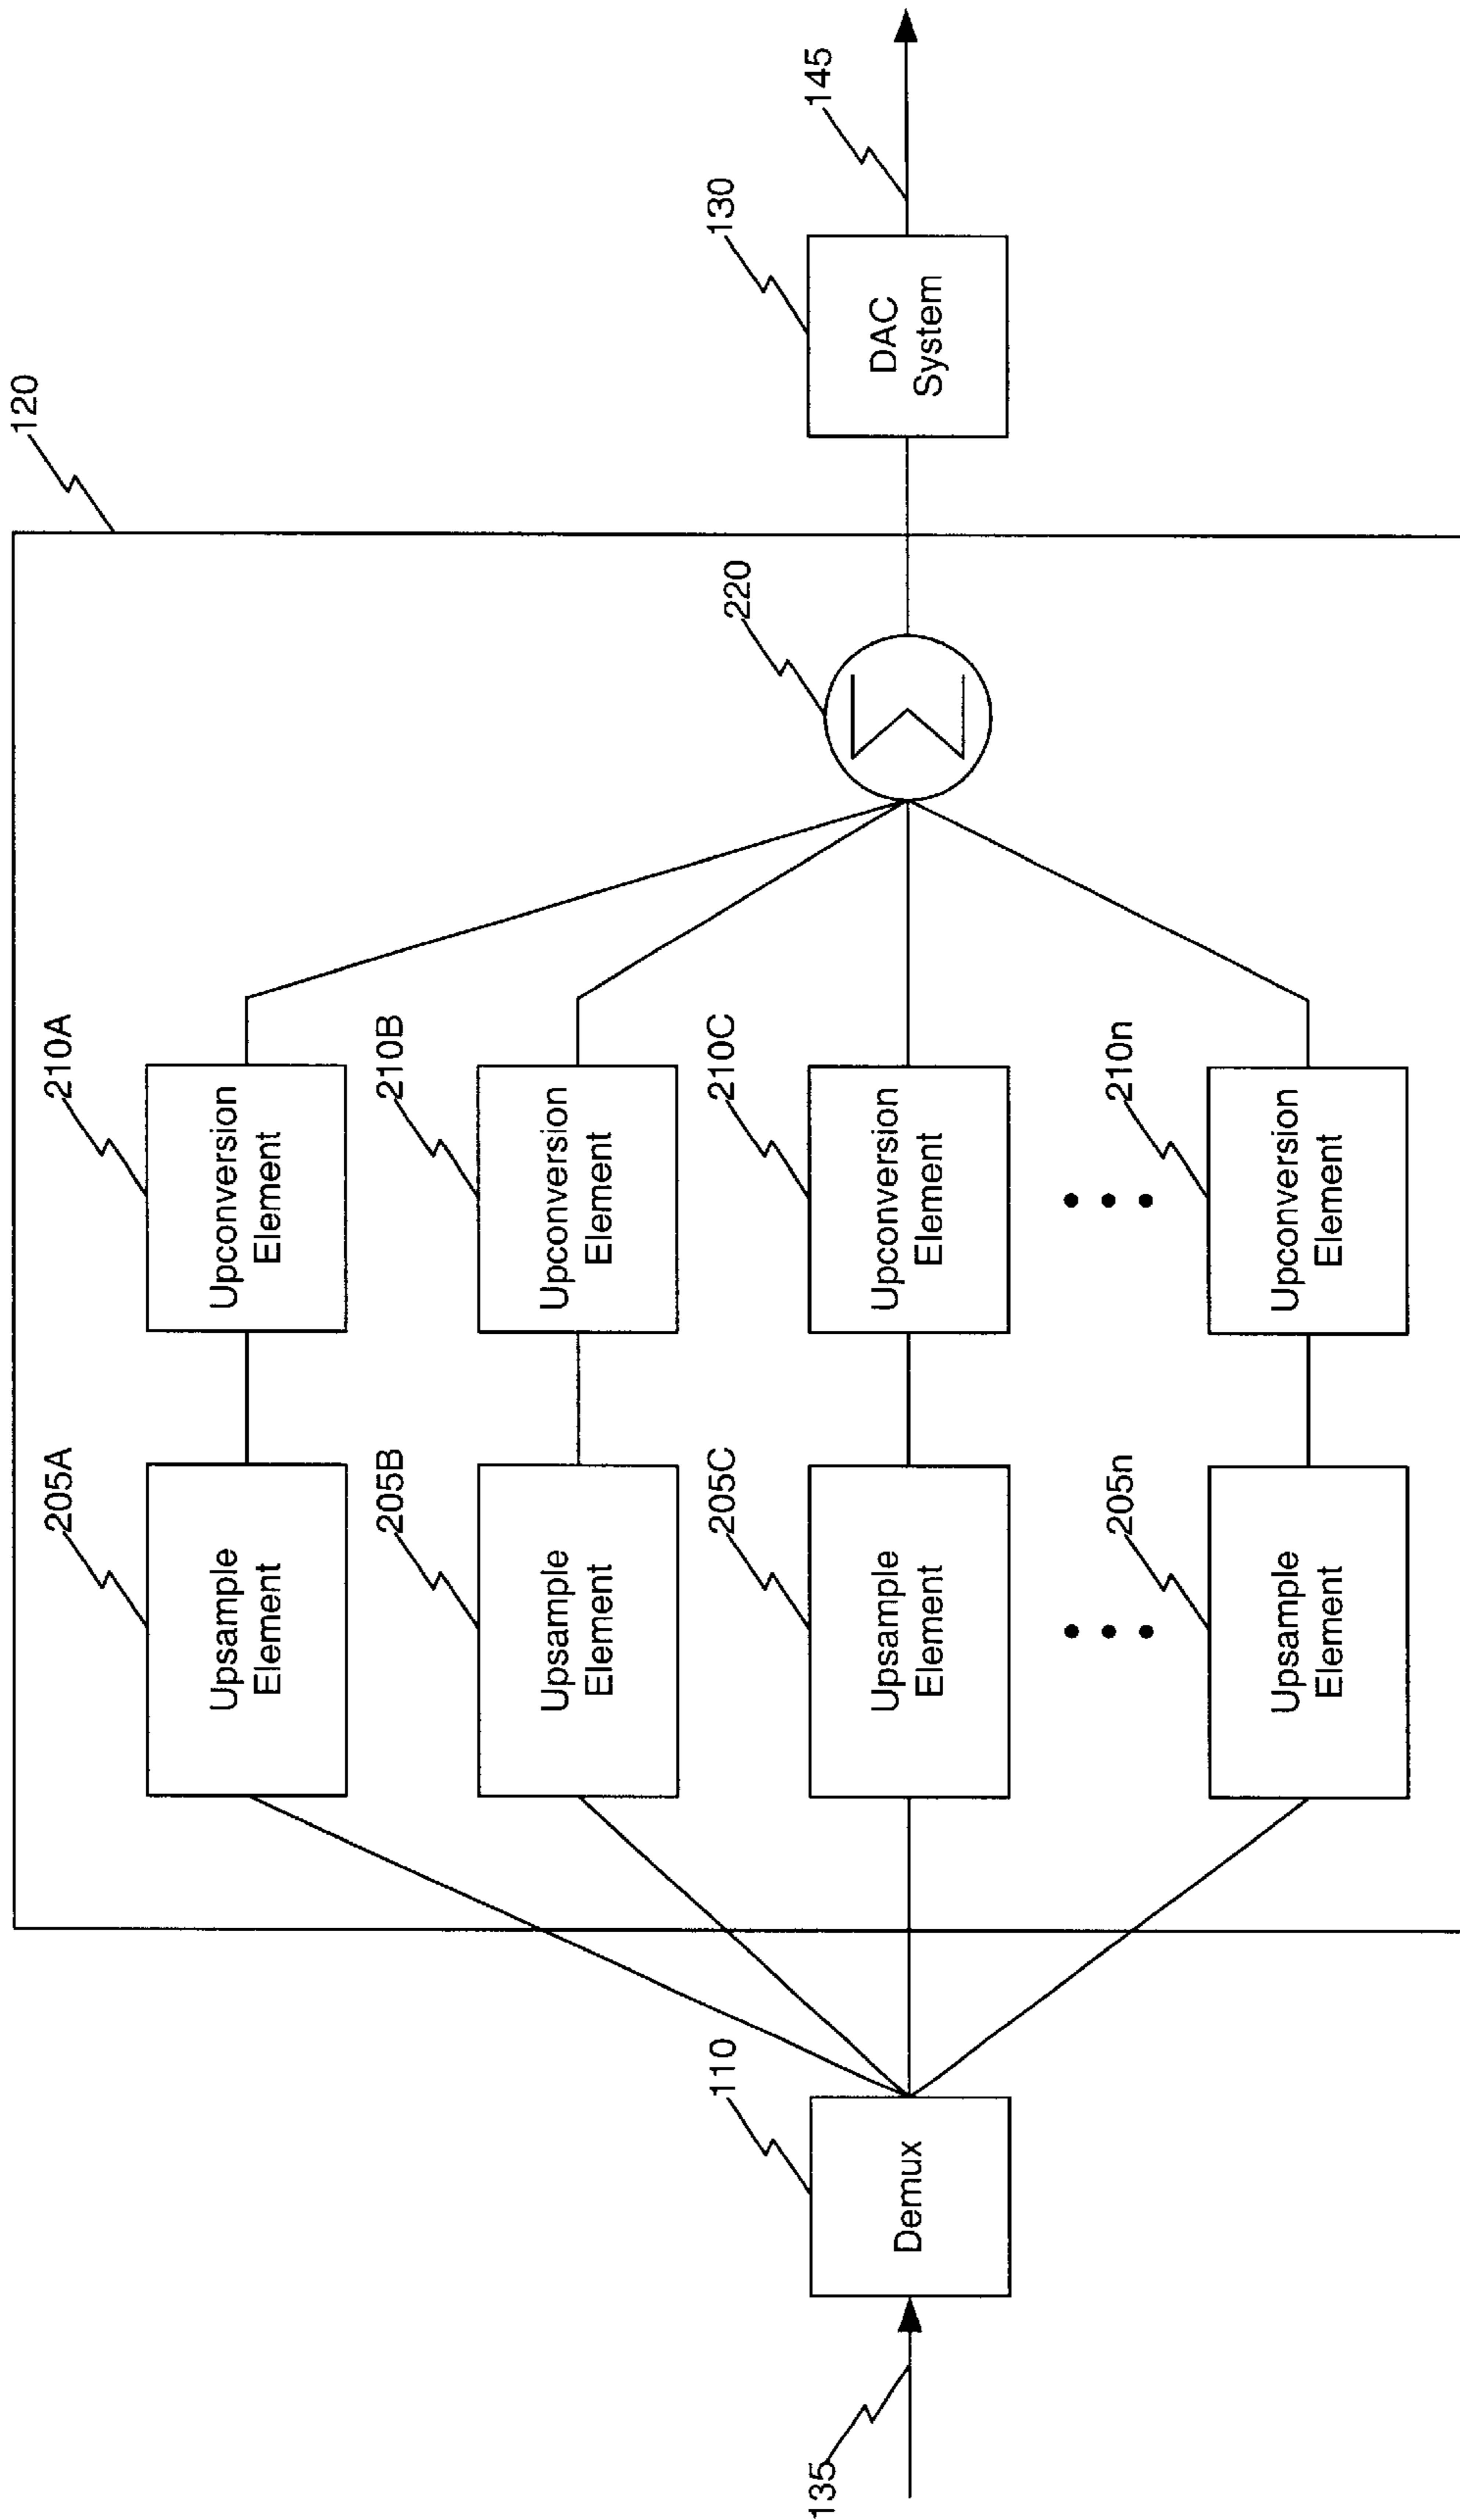 120
205A
210A
Upsample
Element
Upconversion
Element
205B
210B
Upsample
Element
Upconversion
Element
135
110
Demux
205C
210C
Upsample
Element
Upconversion
Element
220
Σ
130
DAC
System
145
205n
210n
Upsample
Element
Upconversion
Element